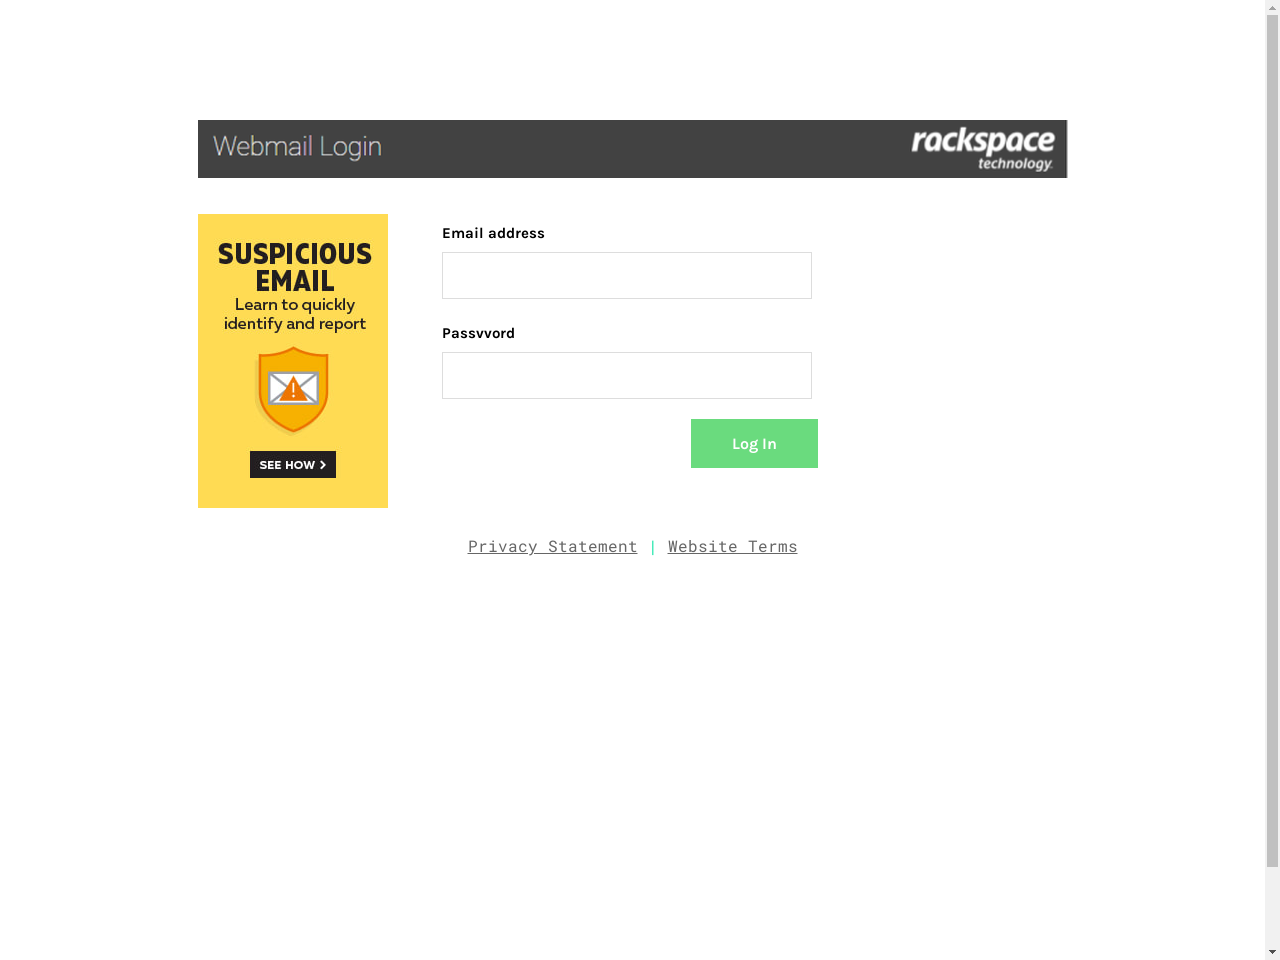 Webmail Login
rackspace
technology.
SUSPICIOUS
EMAIL
Learn to quickly
identify and report
SEE HOW >
Email address
Passvvord
Log In
Privacy Statement | Website Terms